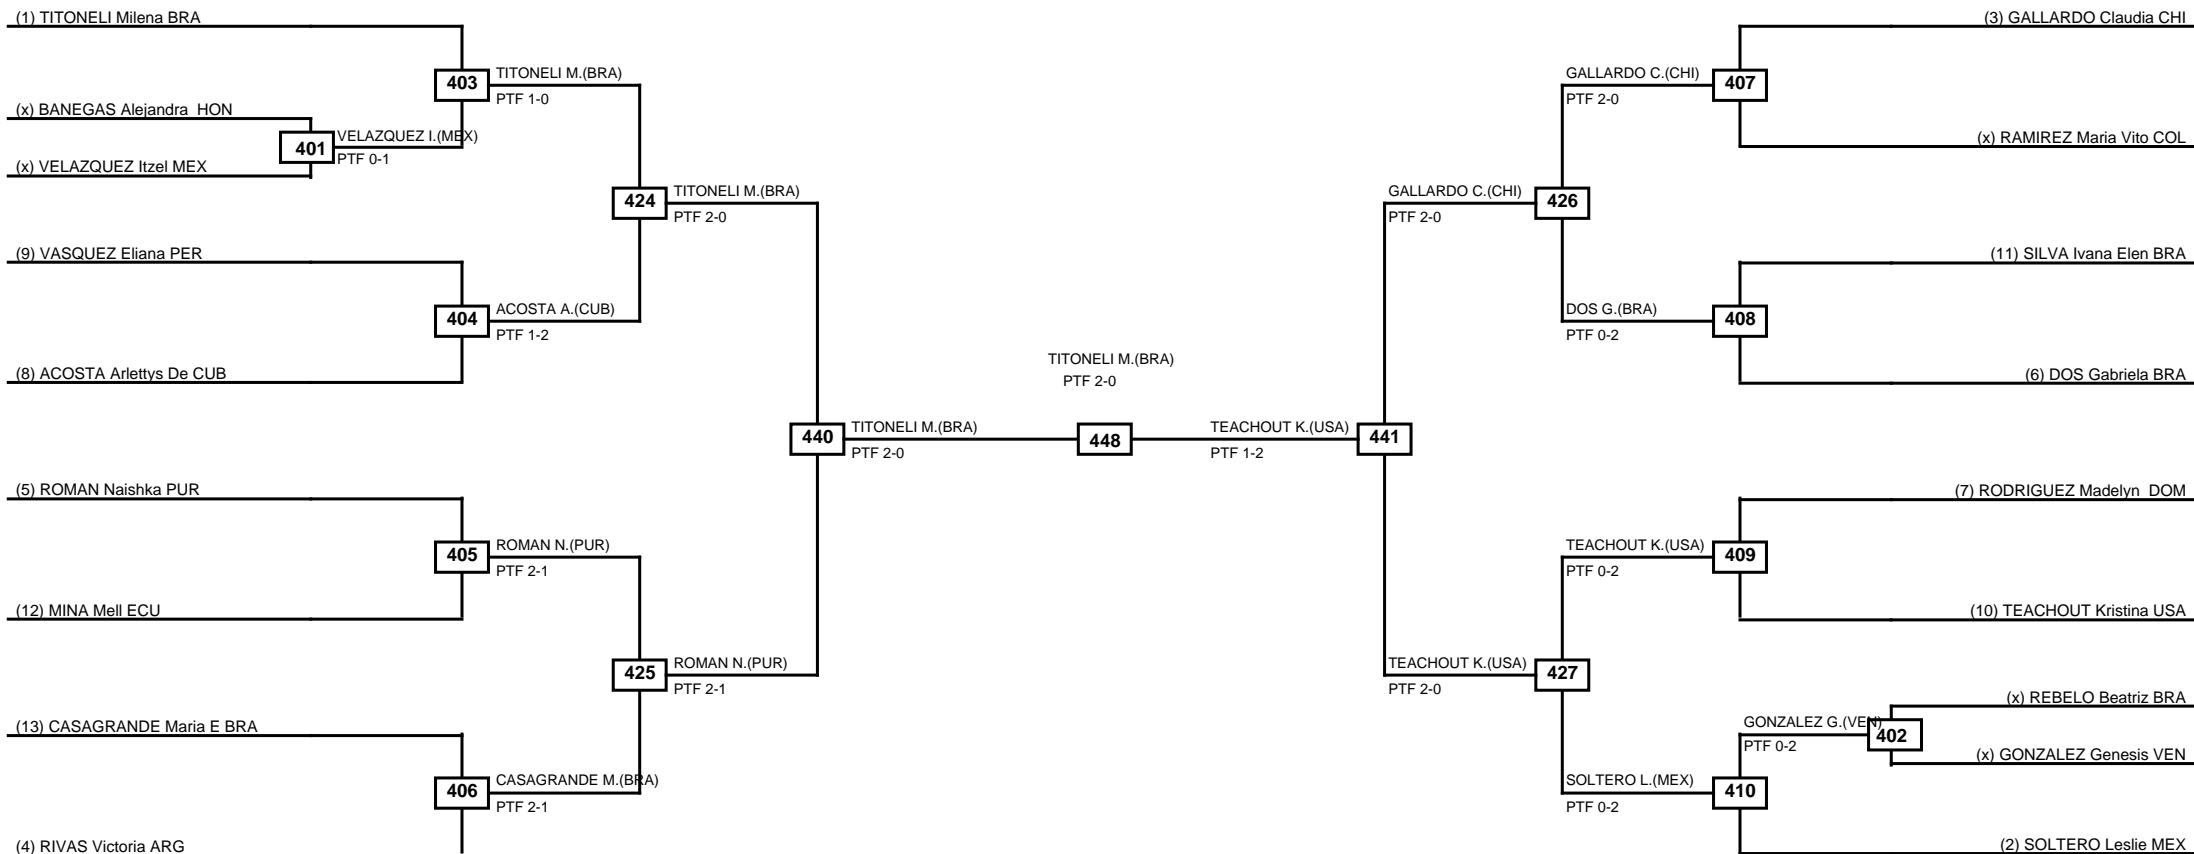 (1) TITONELI Milena BRA
(3) GALLARDO Claudia CHI
403
TITONELI M.(BRA)
PTF 1-0
GALLARDO C.(CHI)
PTF 2-0
407
(x) BANEGAS Alejandra  HON
401
VELAZQUEZ I.(MEX)
PTF 0-1
(x) RAMIREZ Maria Vito COL
(x) VELAZQUEZ Itzel MEX
424
TITONELI M.(BRA)
PTF 2-0
GALLARDO C.(CHI)
PTF 2-0
426
(9) VASQUEZ Eliana PER
(11) SILVA Ivana Elen BRA
404
ACOSTA A.(CUB)
PTF 1-2
DOS G.(BRA)
PTF 0-2
408
TITONELI M.(BRA)
PTF 2-0
(8) ACOSTA Arlettys De CUB
(6) DOS Gabriela BRA
440
TITONELI M.(BRA)
PTF 2-0
448
TEACHOUT K.(USA)
PTF 1-2
441
(5) ROMAN Naishka PUR
(7) RODRIGUEZ Madelyn  DOM
405
ROMAN N.(PUR)
PTF 2-1
TEACHOUT K.(USA)
PTF 0-2
409
(12) MINA Mell ECU
(10) TEACHOUT Kristina USA
425
ROMAN N.(PUR)
PTF 2-1
TEACHOUT K.(USA)
PTF 2-0
427
(x) REBELO Beatriz BRA
(13) CASAGRANDE Maria E BRA
GONZALEZ G.(VEN)
PTF 0-2
402
(x) GONZALEZ Genesis VEN
406
CASAGRANDE M.(BRA)
PTF 2-1
SOLTERO L.(MEX)
PTF 0-2
410
(4) RIVAS Victoria ARG
(2) SOLTERO Leslie MEX